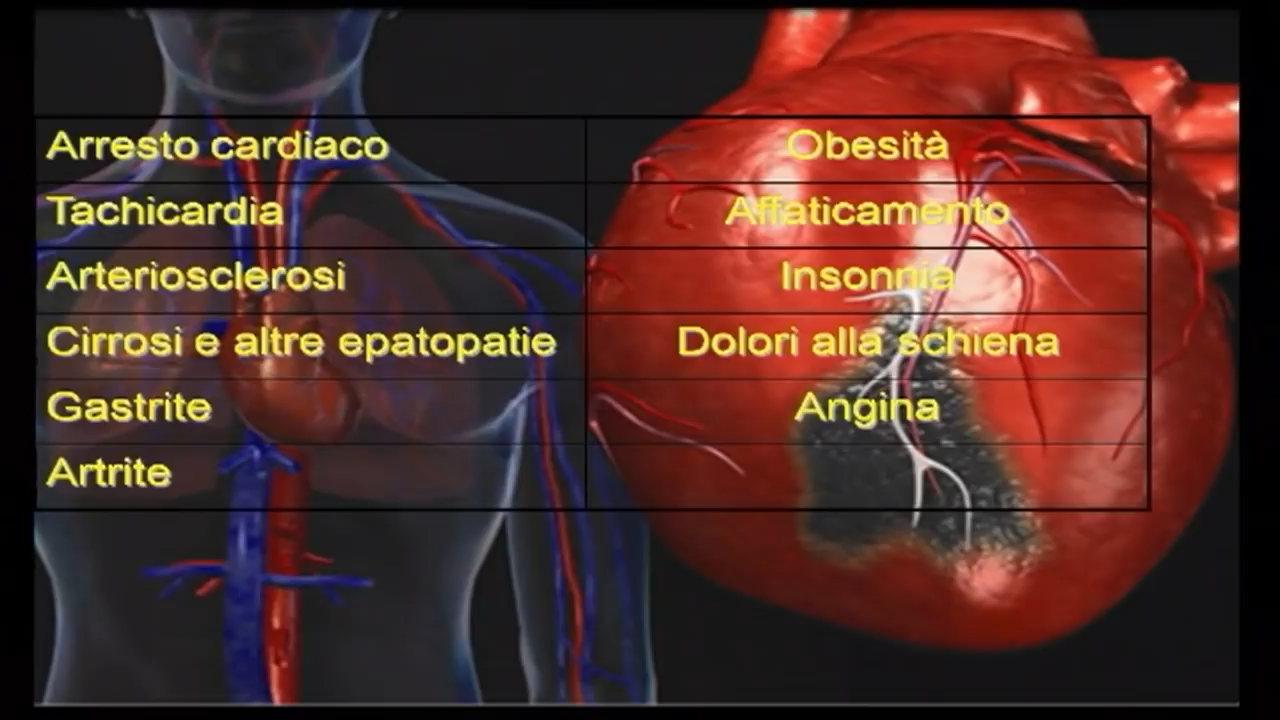 Arresto cardiaco Obesità
Tachicardia Affaticamento
Arteriosclerosi Insonnia
Cirrosi e altre epatopatie Dolori alla schiena
Gastrite Angina
Artrite